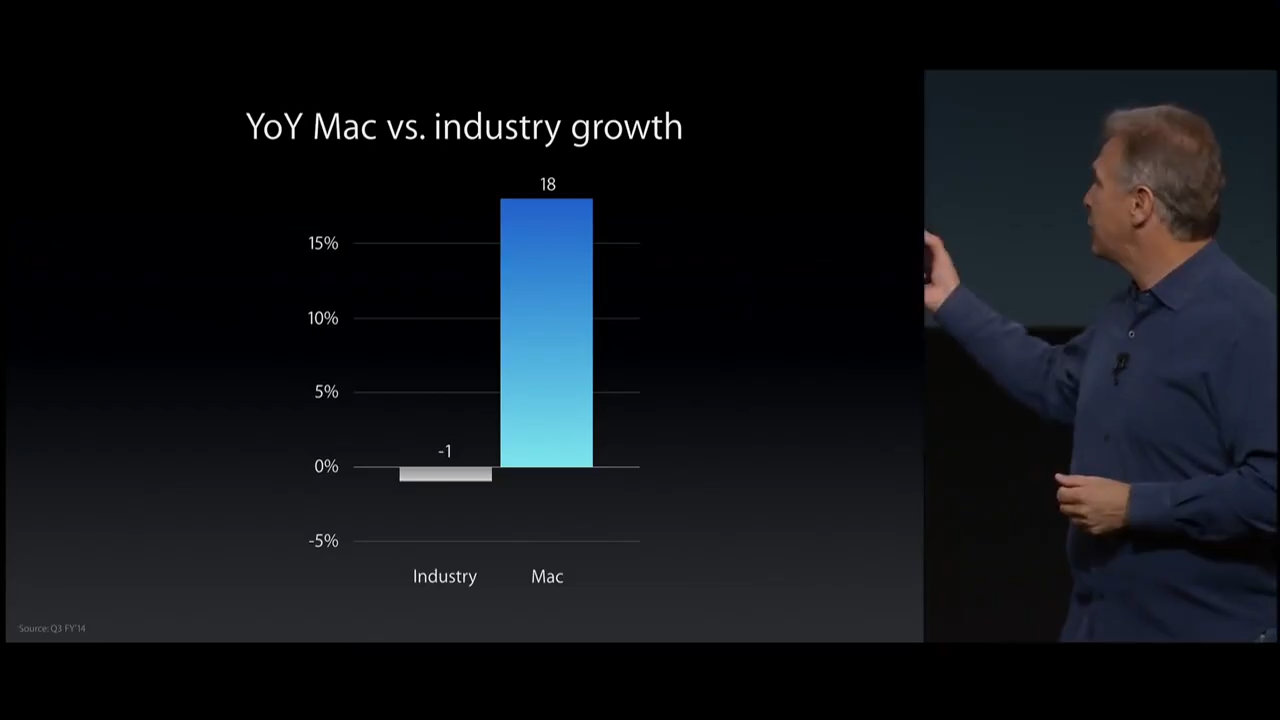 YoY Mac vs. industry growth
18
15%
10%
5%
-1
0%
-5%
Industry Mac
Source: Q3 FY'14